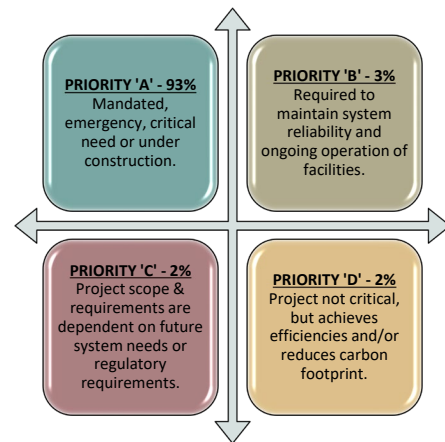 PRIORITY 'A' - 93%
Mandated,
emergency, critical
need or under
construction.
PRIORITY 'B' - 3%
Required to
maintain system
reliability and
ongoing operation of
facilities.
PRIORITY 'C' - 2%
Project scope &
requirements are
dependent on future
system needs or
regulatory
requirements.
PRIORITY 'D' - 2%
Project not critical,
but achieves
efficiencies and/or
reduces carbon
footprint.